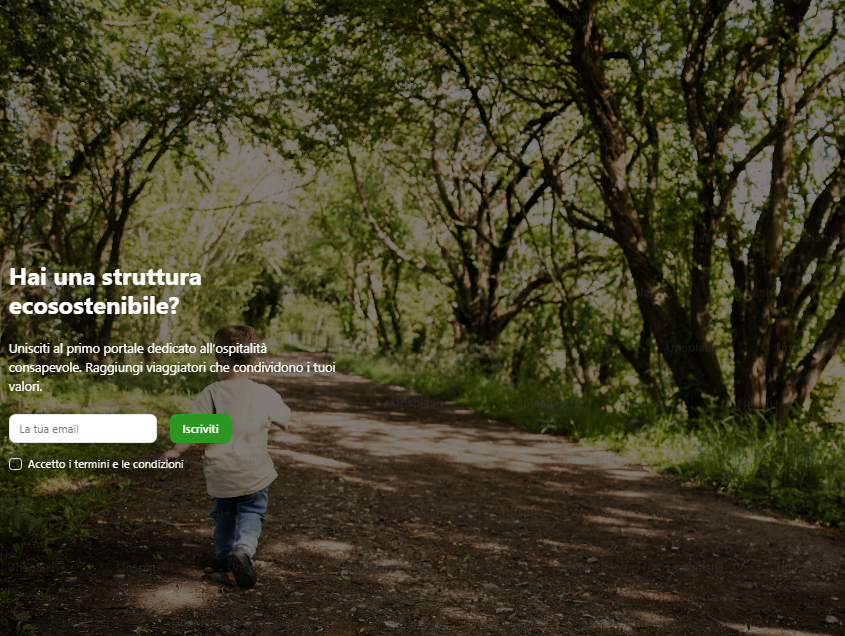 Hai una struttura
ecosostenibile?
Unisciti al primo portale dedicato all'ospitalità
consapevole. Raggiungi viaggiatori che condividono i tuoi
valori.
La tua email
Iscriviti
Accetto i termini e le condizioni